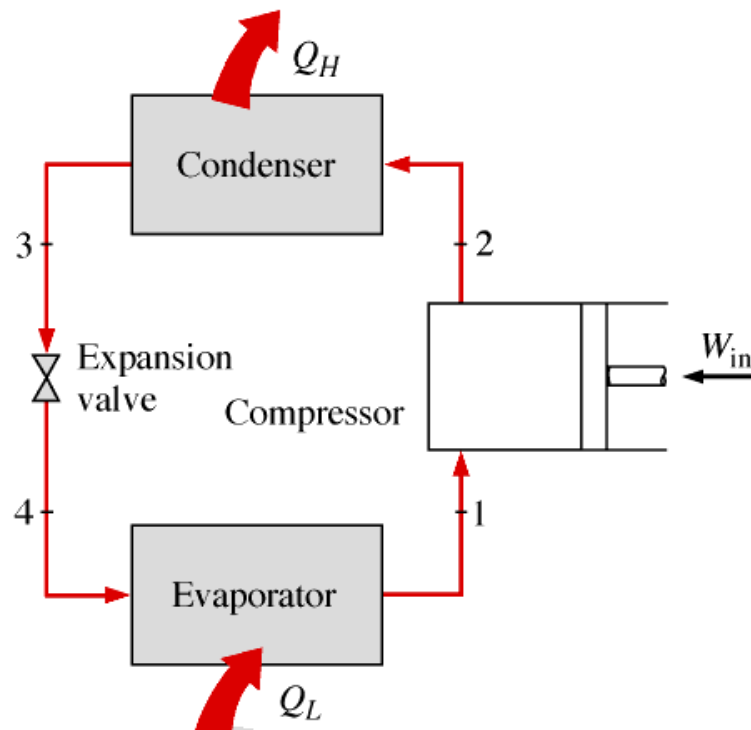 Q_H
Condenser
3
2
Expansion
valve
W_in
Compressor
4
1
Evaporator
Q_L